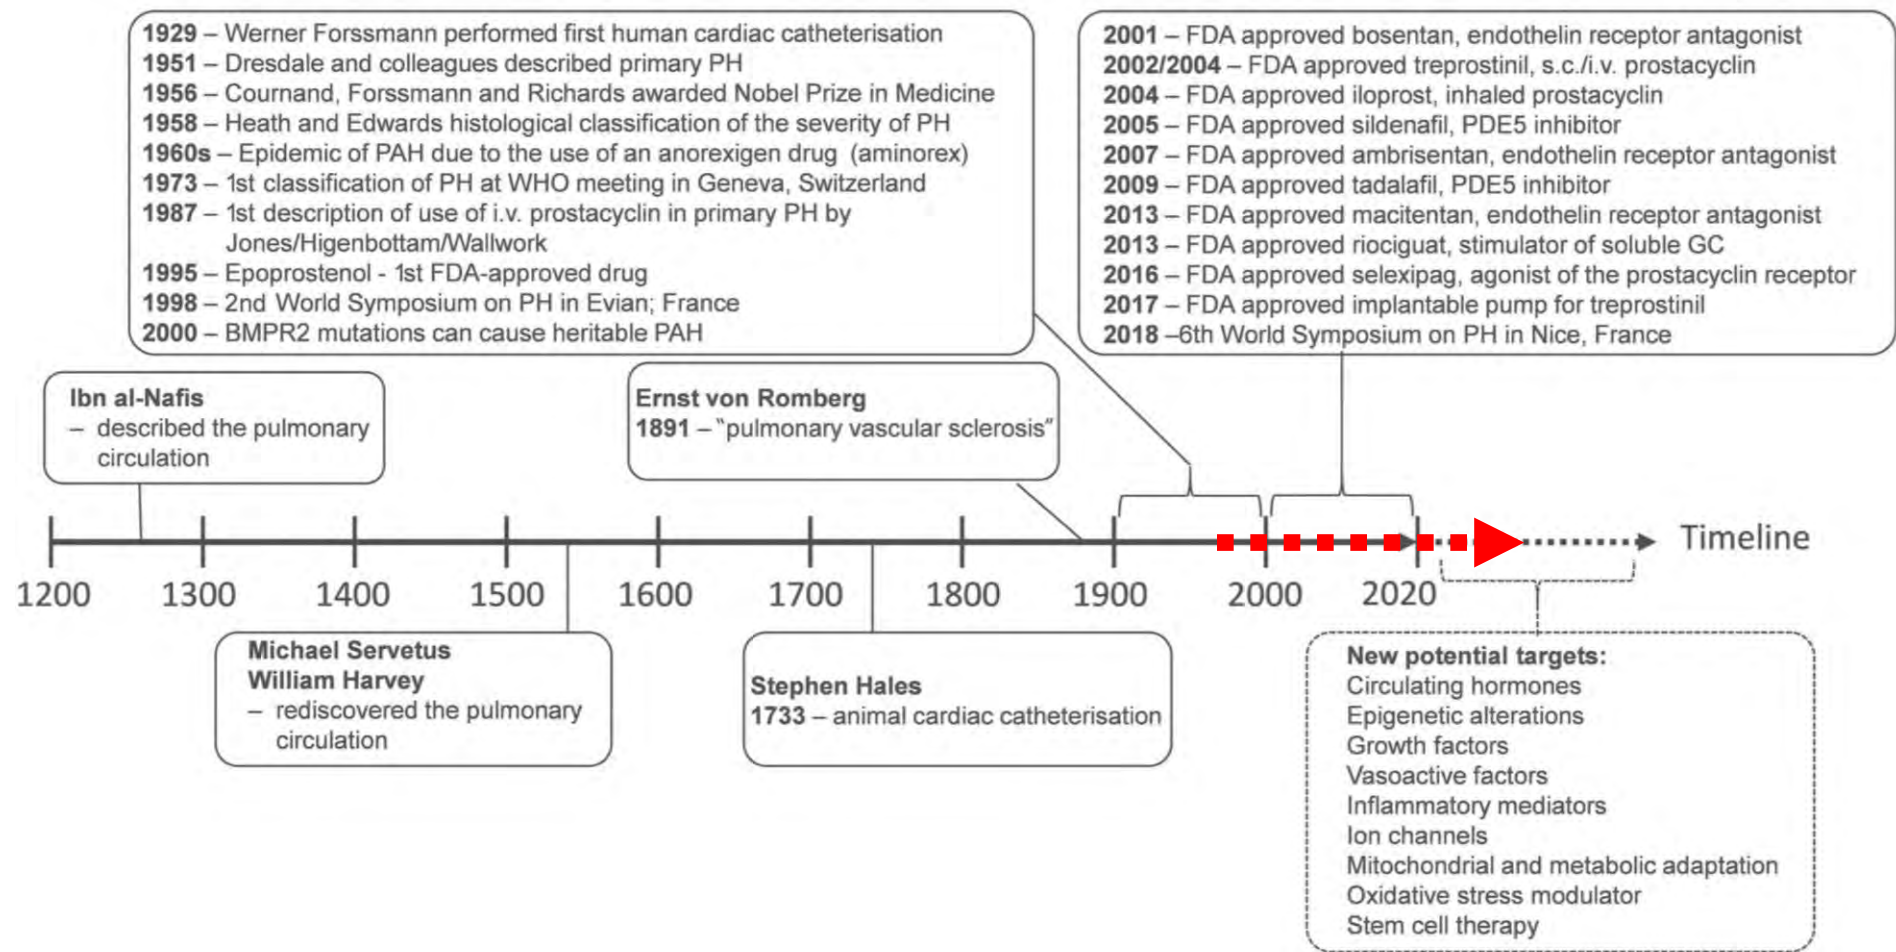 1929 – Werner Forssmann performed first human cardiac catheterisation
1951 – Dresdale and colleagues described primary PH
1956 – Cournand, Forssmann and Richards awarded Nobel Prize in Medicine
1958 – Heath and Edwards histological classification of the severity of PH
1960s – Epidemic of PAH due to the use of an anorexigen drug (aminorex)
1973 – 1st classification of PH at WHO meeting in Geneva, Switzerland
1987 – 1st description of use of i.v. prostacyclin in primary PH by
Jones/Higenbottam/Wallwork
1995 – Epoprostenol - 1st FDA-approved drug
1998 – 2nd World Symposium on PH in Evian; France
2000 – BMPR2 mutations can cause heritable PAH
2001 – FDA approved bosentan, endothelin receptor antagonist
2002/2004 – FDA approved treprostinil, s.c./i.v. prostacyclin
2004 – FDA approved iloprost, inhaled prostacyclin
2005 – FDA approved sildenafil, PDE5 inhibitor
2007 – FDA approved ambrisentan, endothelin receptor antagonist
2009 – FDA approved tadalafil, PDE5 inhibitor
2013 – FDA approved macitentan, endothelin receptor antagonist
2013 – FDA approved riociguat, stimulator of soluble GC
2016 – FDA approved selexipag, agonist of the prostacyclin receptor
2017 – FDA approved implantable pump for treprostinil
2018 –6th World Symposium on PH in Nice, France
Ibn al-Nafis
– described the pulmonary
circulation
Ernst von Romberg
1891 – "pulmonary vascular sclerosis"
Timeline
1200 1300 1400 1500 1600 1700 1800 1900 2000 2020
Michael Servetus
William Harvey
– rediscovered the pulmonary
circulation
Stephen Hales
1733 – animal cardiac catheterisation
New potential targets:
Circulating hormones
Epigenetic alterations
Growth factors
Vasoactive factors
Inflammatory mediators
Ion channels
Mitochondrial and metabolic adaptation
Oxidative stress modulator
Stem cell therapy